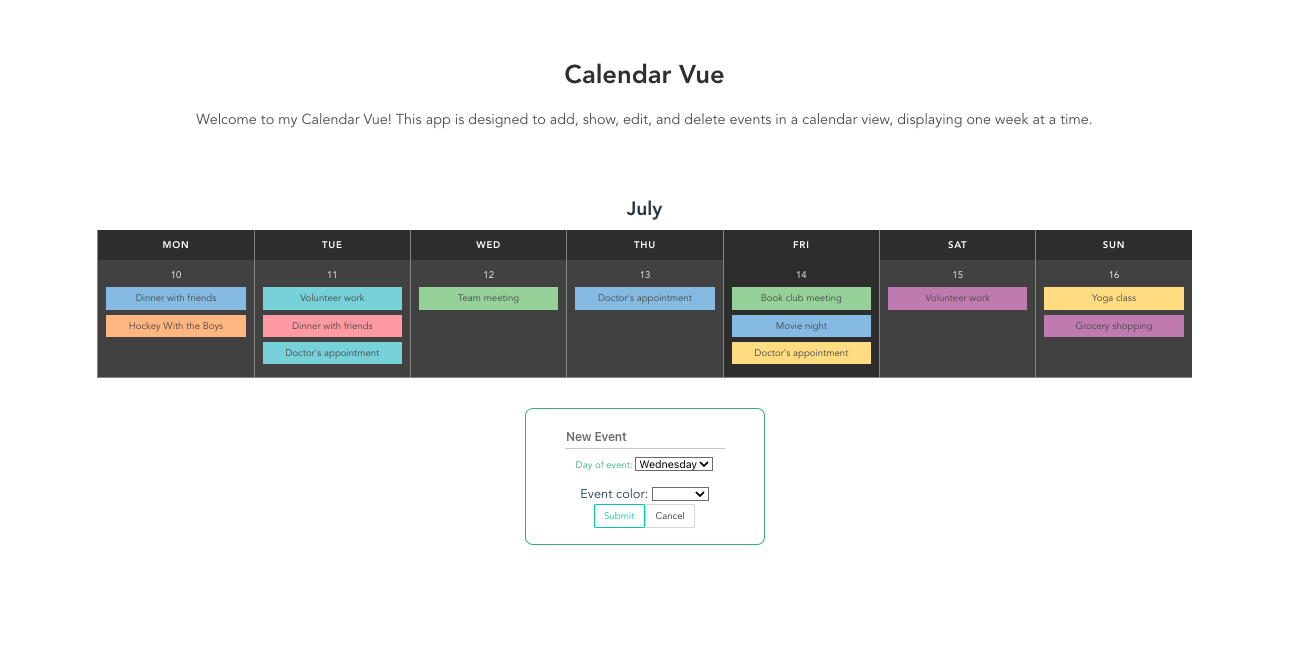 Calendar Vue
Welcome to my Calendar Vue! This app is designed to add, show, edit, and delete events in a calendar view, displaying one week at a time.
July
MON TUE WED THU FRI SAT SUN
10 11 12 13 14 15 16
Dinner with friends Volunteer work Team meeting Doctor's appointment Book club meeting Volunteer work Yoga class
Hockey With the Boys Dinner with friends Movie night Grocery shopping
Doctor's appointment Doctor's appointment
New Event
Day of event: Wednesday
Event color:
Submit Cancel